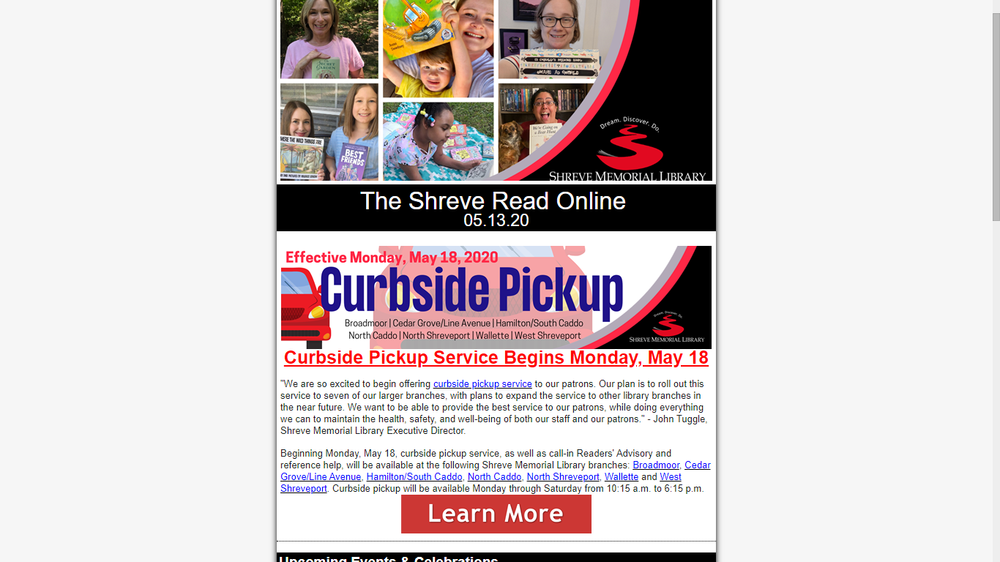 THE SECRET GARDEN
Dream. Discover. Do.
WHERE THE WILD THINGS ARE
BEST FRIENDS
We're Going on a Bear Hunt
SHREVE MEMORIAL LIBRARY
The Shreve Read Online
05.13.20
Effective Monday, May 18, 2020
Curbside Pickup
Broadmoor | Cedar Grove/Line Avenue | Hamilton/South Caddo
North Caddo | North Shreveport | Wallette | West Shreveport
Dream. Discover. Do.
SHREVE MEMORIAL LIBRARY
Curbside Pickup Service Begins Monday, May 18
"We are so excited to begin offering curbside pickup service to our patrons. Our plan is to roll out this
service to seven of our larger branches, with plans to expand the service to other library branches in
the near future. We want to be able to provide the best service to our patrons, while doing everything
we can to maintain the health, safety, and well-being of both our staff and our patrons." - John Tuggle,
Shreve Memorial Library Executive Director.
Beginning Monday, May 18, curbside pickup service, as well as call-in Readers' Advisory and
reference help, will be available at the following Shreve Memorial Library branches: Broadmoor, Cedar
Grove/Line Avenue, Hamilton/South Caddo, North Caddo, North Shreveport, Wallette and West
Shreveport. Curbside pickup will be available Monday through Saturday from 10:15 a.m. to 6:15 p.m.
Learn More
Upcoming Events & Celebrations